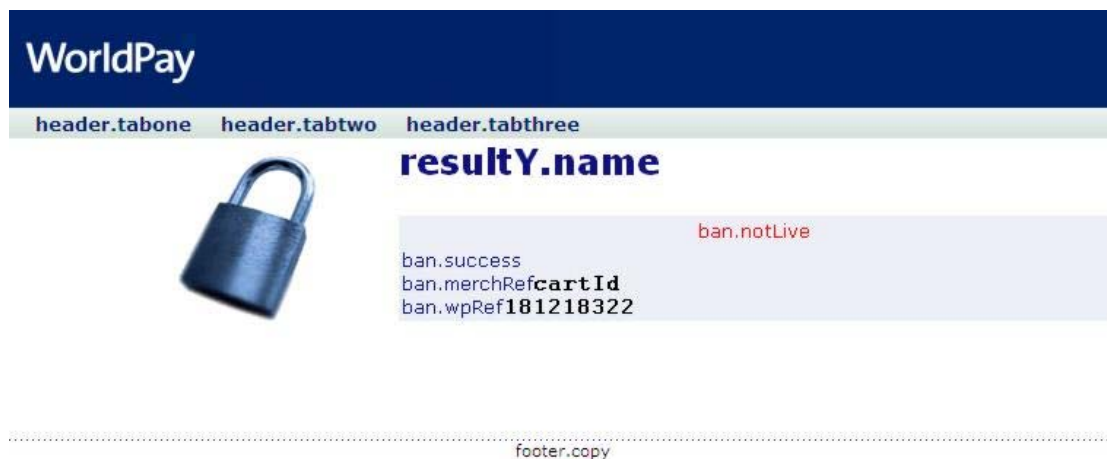 WorldPay
header.tabone header.tabtwo header.tabthree
resultY.name
ban.notLive
ban.success
ban.merchRefcartId
ban.wpRef181218322
footer.copy